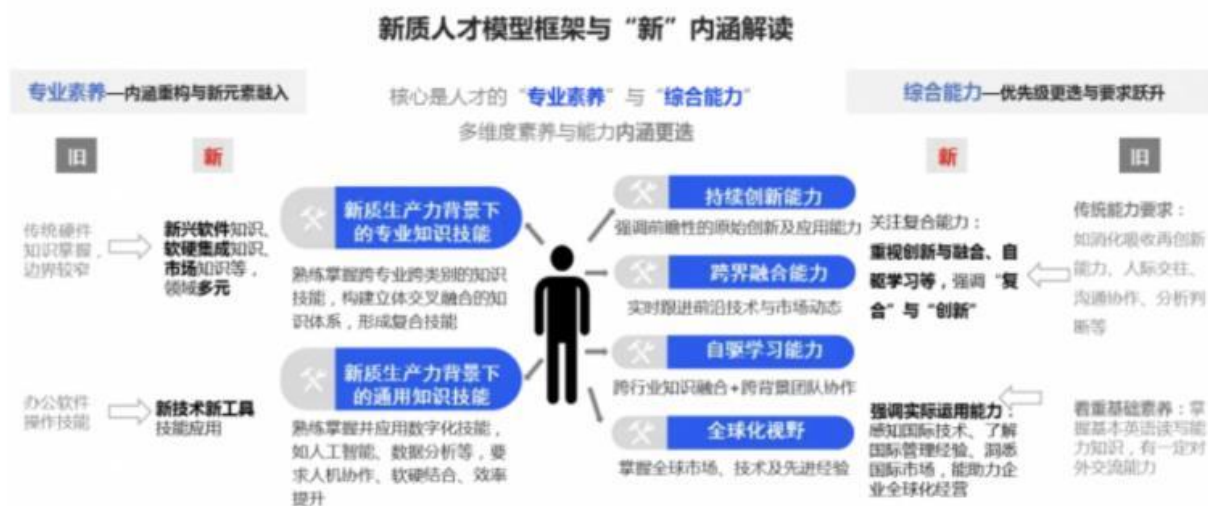 新质人才模型框架与“新”内涵解读
专业素养—内涵重构与新元素融入
旧
新
传统硬件
知识掌握，
边界较窄
新兴软件知识、
软硬集成知识、
市场知识等，
领域多元
办公软件
操作技能
新技术新工具
技能应用
核心是人才的“专业素养”与“综合能力”
多维度素养与能力内涵更迭
新质生产力背景下
的专业知识技能
熟练掌握跨专业跨类别的知识
技能，构建立体交叉融合的知
识体系，形成复合技能
新质生产力背景下
的通用知识技能
熟练掌握并应用数字化技能，
如人工智能、数据分析等，要
求人机协作、软硬结合、效率
提升
持续创新能力
强调前瞻性的原始创新及应用能力
跨界融合能力
实时跟进前沿技术与市场动态
自驱学习能力
跨行业知识融合+跨背景团队协作
全球化视野
掌握全球市场、技术及先进经验
综合能力—优先级更迭与要求跃升
新
旧
关注复合能力：
重视创新与融合、自
驱学习等，强调“复
合”与“创新”
传统能力要求：
如消化吸收再创新
能力、人际交往、
沟通协作、分析判
断等
强调实际运用能力：
感知国际技术、了解
国际管理经验、洞悉
国际市场，能助力企
业全球化经营
看重基础素养：掌
握基本英语读写能
力知识，有一定对
外交流能力